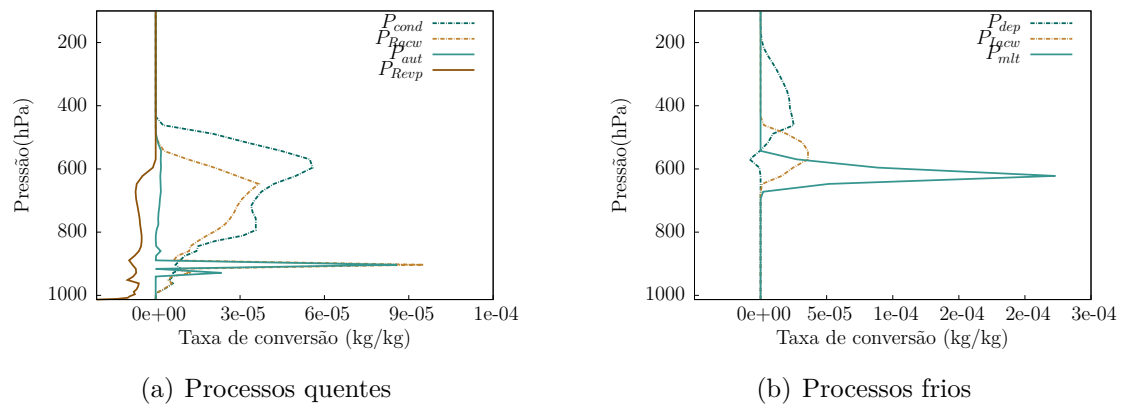 P_cond
P_Racw
P_aut
P_Revp
200
400
600
800
1000
Pressão(hPa)
0e+00 3e-05 6e-05 9e-05 1e-04
Taxa de conversão (kg/kg)
(a) Processos quentes
P_dep
P_Iacw
P_mlt
200
400
600
800
1000
Pressão(hPa)
0e+00 5e-05 1e-04 2e-04 2e-04 3e-04
Taxa de conversão (kg/kg)
(b) Processos frios